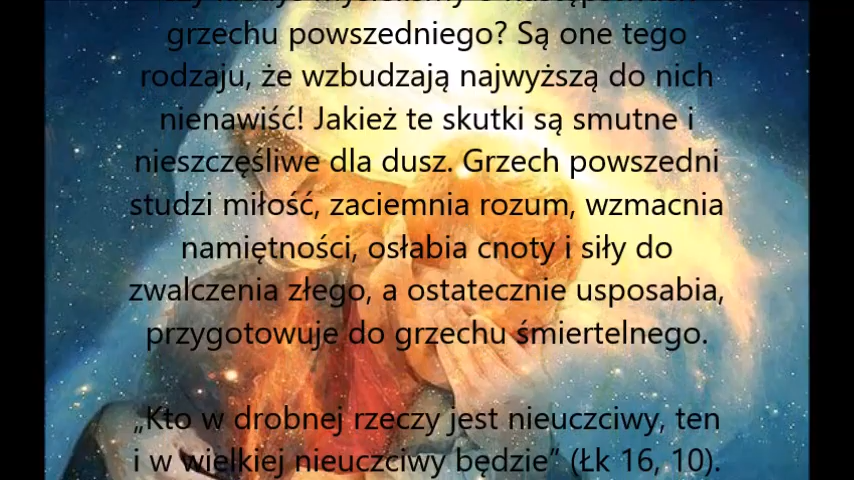 grzechu powszedniego? Są one tego
rodzaju, że wzbudzają najwyższą do nich
nienawiść! Jakież te skutki są smutne i
nieszczęśliwe dla dusz. Grzech powszedni
studzi miłość, zaciemnia rozum, wzmacnia
namiętności, osłabia cnoty i siły do
zwalczenia złego, a ostatecznie usposabia,
przygotowuje do grzechu śmiertelnego.
„Kto w drobnej rzeczy jest nieuczciwy, ten
i w wielkiej nieuczciwy będzie” (Łk 16, 10).